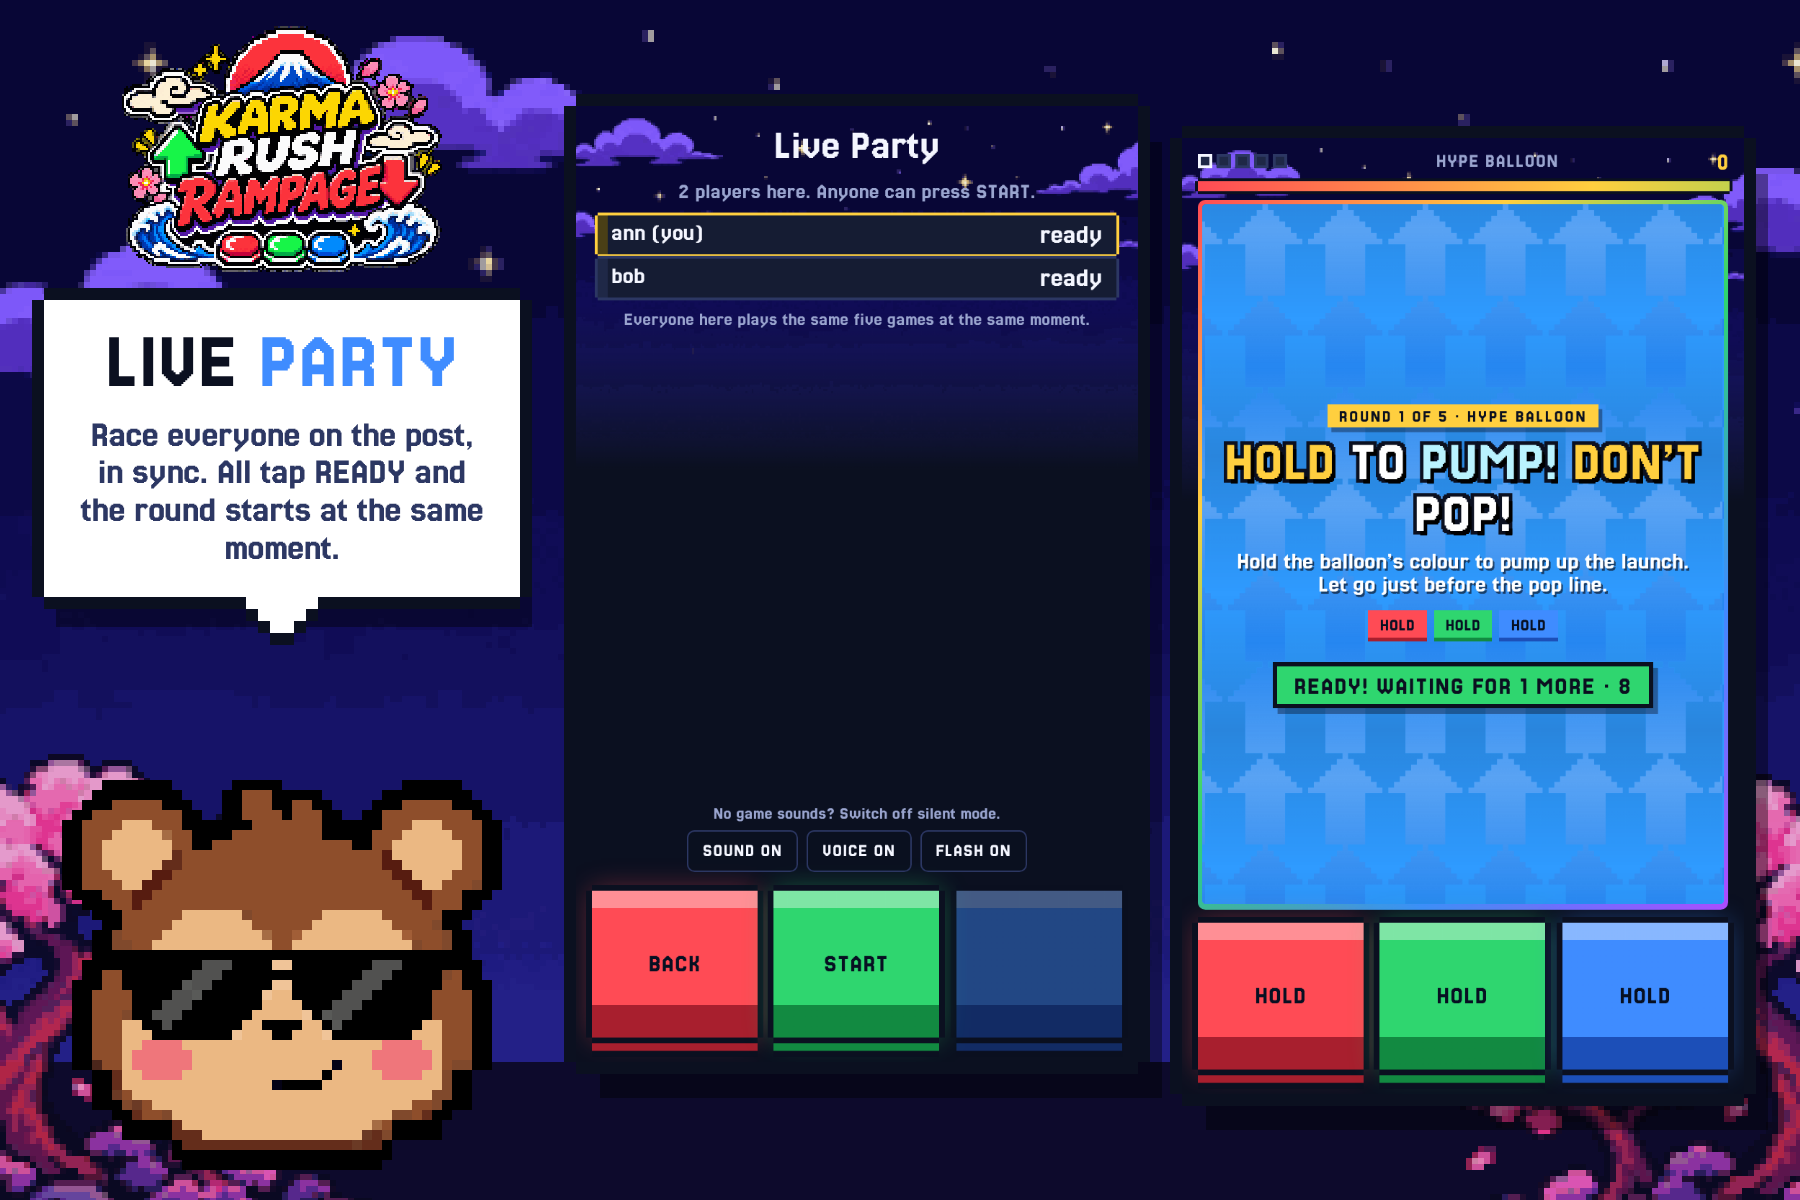 KARMA
RUSH
RAMPAGE
LIVE PARTY
Race everyone on the post,
in sync. All tap READY and
the round starts at the same
moment.
Live Party
2 players here. Anyone can press START.
ann (you) ready
bob ready
Everyone here plays the same five games at the same moment.
No game sounds? Switch off silent mode.
SOUND ON VOICE ON FLASH ON
BACK START
HYPE BALLOON 0
ROUND 1 OF 5 · HYPE BALLOON
HOLD TO PUMP! DON'T
POP!
Hold the balloon's colour to pump up the launch.
Let go just before the pop line.
HOLD HOLD HOLD
READY! WAITING FOR 1 MORE · 8
HOLD HOLD HOLD